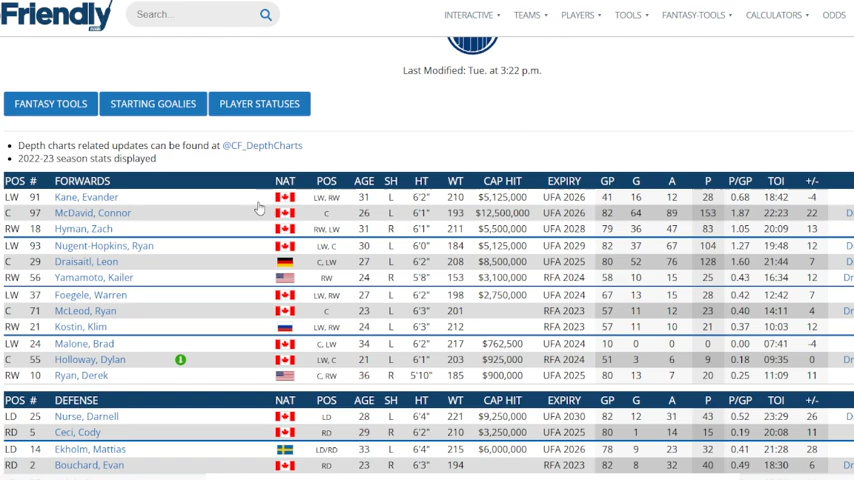 Friendly
Search...
INTERACTIVE TEAMS PLAYERS TOOLS FANTASY-TOOLS CALCULATORS ODDS
Last Modified: Tue. at 3:22 p.m.
FANTASY TOOLS STARTING GOALIES PLAYER STATUSES
Depth charts related updates can be found at @CF_DepthCharts
2022-23 season stats displayed
POS # FORWARDS NAT POS AGE SH HT WT CAP HIT EXPIRY GP G A P P/GP TOI +/-
LW 91 Kane, Evander LW, RW 31 L 6'2" 210 $5,125,000 UFA 2026 41 16 12 28 0.68 18:42 -4
C 97 McDavid, Connor C 26 L 6'1" 193 $12,500,000 UFA 2026 82 64 89 153 1.87 22:23 22 D
RW 18 Hyman, Zach RW, LW 31 R 6'1" 211 $5,500,000 UFA 2028 79 36 47 83 1.05 20:09 13
LW 93 Nugent-Hopkins, Ryan LW, C 30 L 6'0" 184 $5,125,000 UFA 2029 82 37 67 104 1.27 19:48 12 D
C 29 Draisaitl, Leon C, LW 27 L 6'2" 208 $8,500,000 UFA 2025 80 52 76 128 1.60 21:44 7 D
RW 56 Yamamoto, Kailer RW 24 R 5'8" 153 $3,100,000 RFA 2024 58 10 15 25 0.43 16:34 12 D
LW 37 Foegele, Warren LW, RW 27 L 6'2" 198 $2,750,000 UFA 2024 67 13 15 28 0.42 12:42 7
C 71 McLeod, Ryan C 23 L 6'3" 201 RFA 2023 57 11 12 23 0.40 14:11 4 Dr
RW 21 Kostin, Klim LW, RW 24 L 6'3" 212 RFA 2023 57 11 10 21 0.37 10:03 12 Dr
LW 24 Malone, Brad C, LW 34 L 6'2" 217 $762,500 UFA 2024 10 0 0 0 0.00 07:41 -4 Dr
C 55 Holloway, Dylan LW, C 21 L 6'1" 203 $925,000 RFA 2024 51 3 6 9 0.18 09:35 0 Dr
RW 10 Ryan, Derek C, RW 36 R 5'10" 185 $900,000 UFA 2025 80 13 7 20 0.25 11:09 11
POS # DEFENSE NAT POS AGE SH HT WT CAP HIT EXPIRY GP G A P P/GP TOI +/-
LD 25 Nurse, Darnell LD 28 L 6'4" 221 $9,250,000 UFA 2030 82 12 31 43 0.52 23:29 26 D
RD 5 Ceci, Cody RD 29 R 6'2" 210 $3,250,000 UFA 2025 80 1 14 15 0.19 20:08 11 D
LD 14 Ekholm, Mattias LD/RD 33 L 6'4" 215 $6,000,000 UFA 2026 78 9 23 32 0.41 21:28 28 D
RD 2 Bouchard, Evan RD 23 R 6'3" 194 RFA 2023 82 8 32 40 0.49 18:30 6 Dr